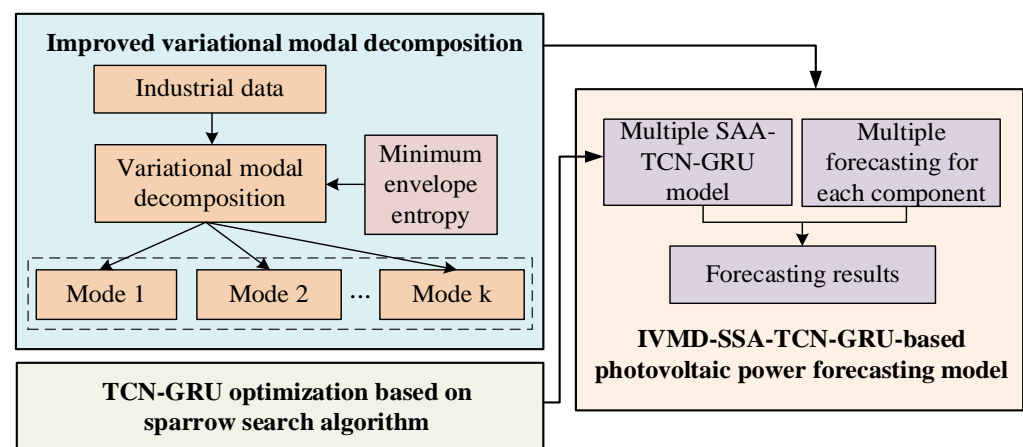 Improved variational modal decomposition
Industrial data
Variational modal
decomposition
Minimum
envelope
entropy
Mode 1
Mode 2
...
Mode k
TCN-GRU optimization based on
sparrow search algorithm
Multiple SAA-
TCN-GRU
model
Multiple
forecasting for
each component
Forecasting results
IVMD-SSA-TCN-GRU-based
photovoltaic power forecasting model